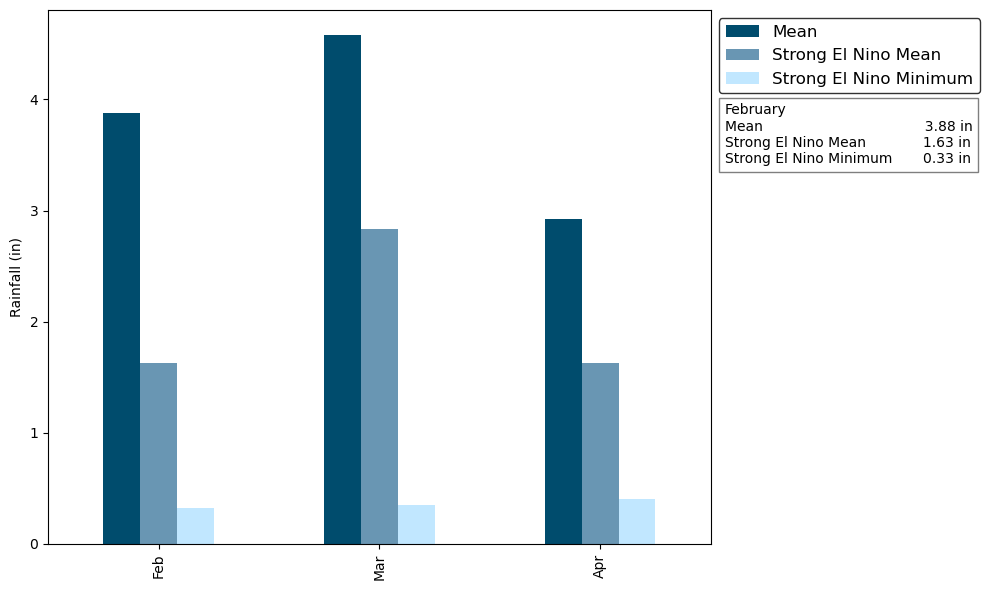 Mean
Strong El Nino Mean
Strong El Nino Minimum
February
Mean 3.88 in
Strong El Nino Mean 1.63 in
Strong El Nino Minimum 0.33 in
Rainfall (in)
4
3
2
1
0
Feb
Mar
Apr